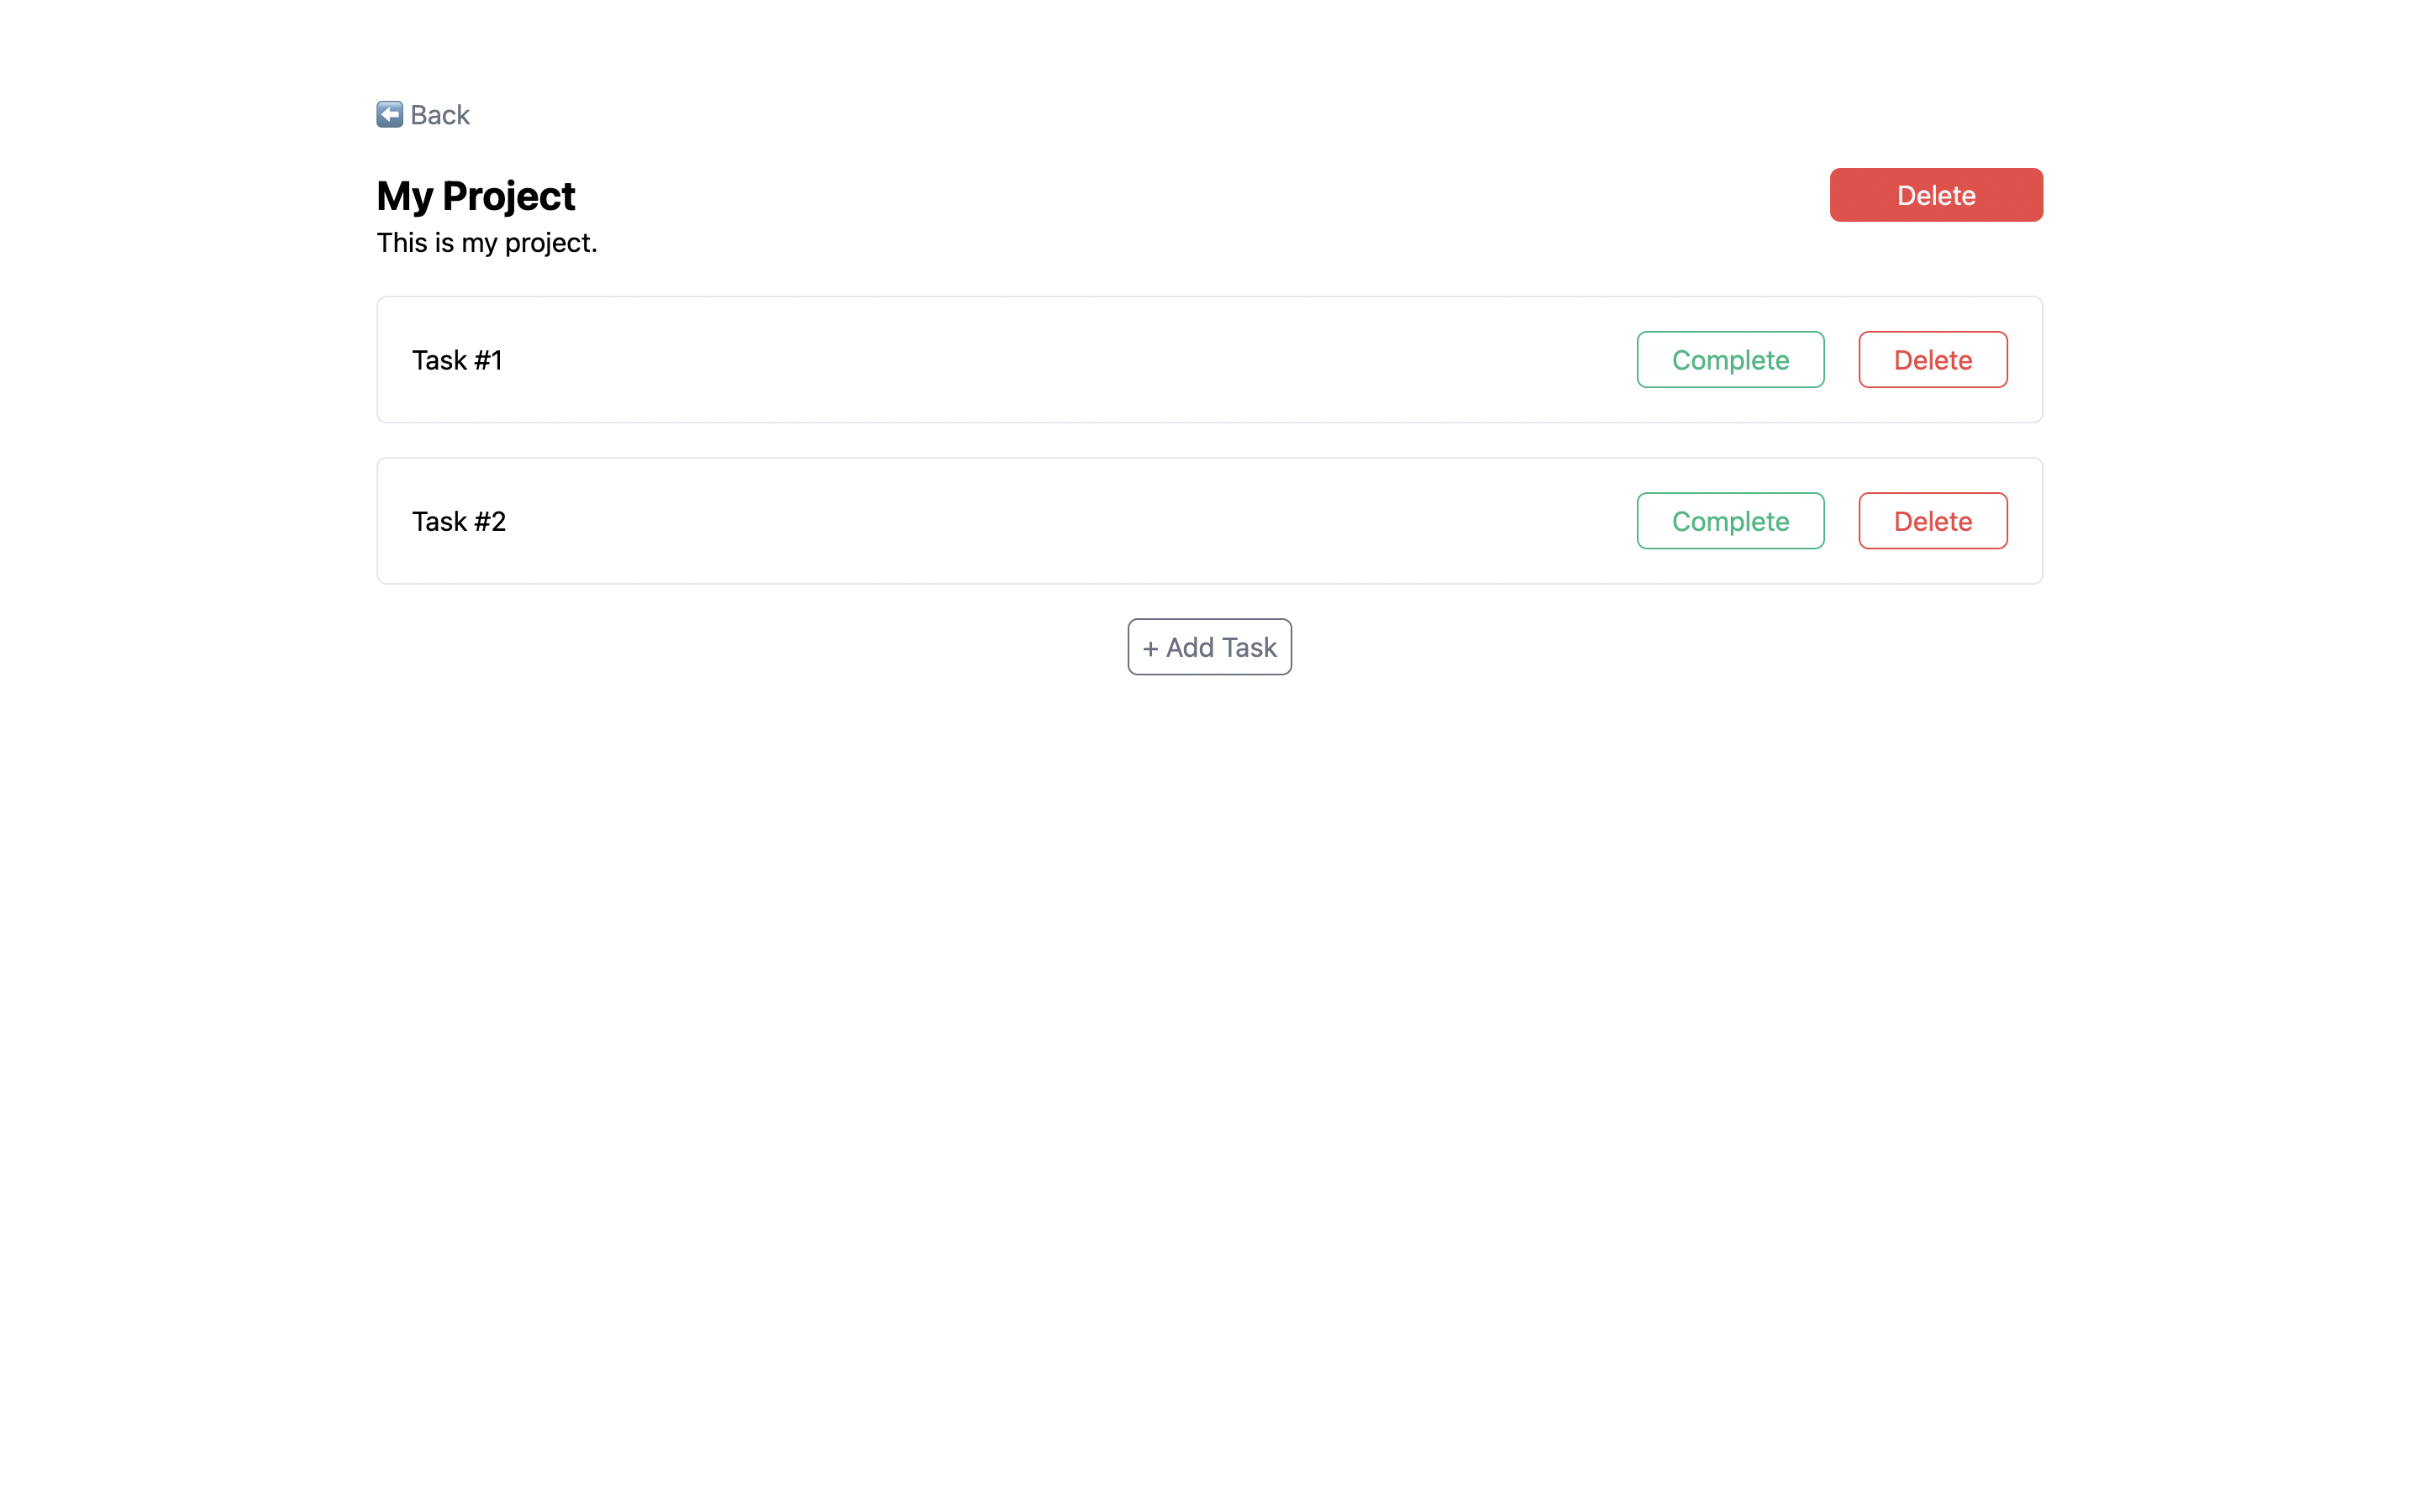 ⬅️ Back
My Project
Delete
This is my project.
Task #1 Complete Delete
Task #2 Complete Delete
+ Add Task